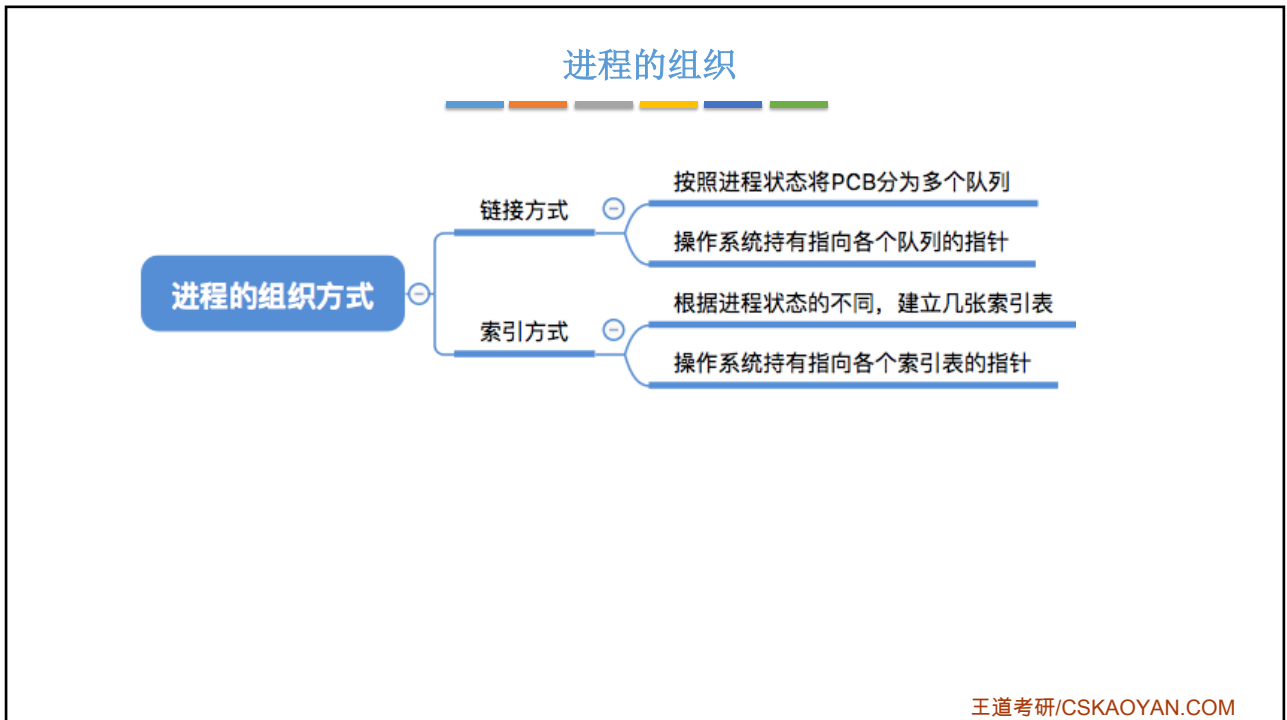 进程的组织
按照进程状态将PCB分为多个队列
链接方式
操作系统持有指向各个队列的指针
进程的组织方式
根据进程状态的不同，建立几张索引表
索引方式
操作系统持有指向各个索引表的指针
王道考研/CSKAOYAN.COM